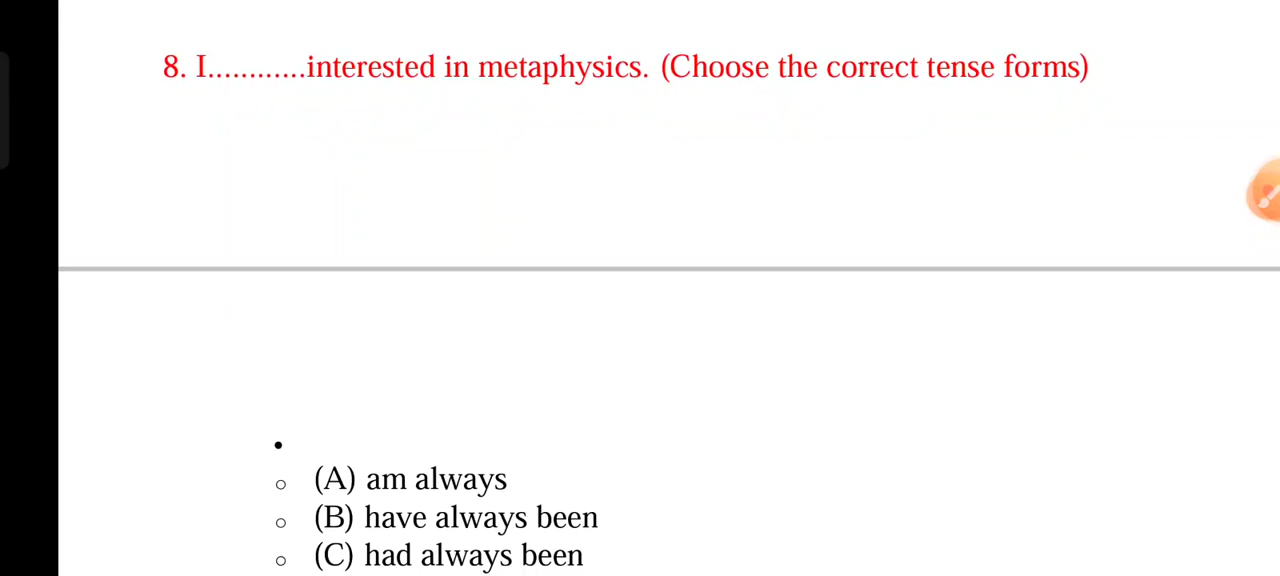 8. I............interested in metaphysics. (Choose the correct tense forms)
(A) am always
(B) have always been
(C) had always been